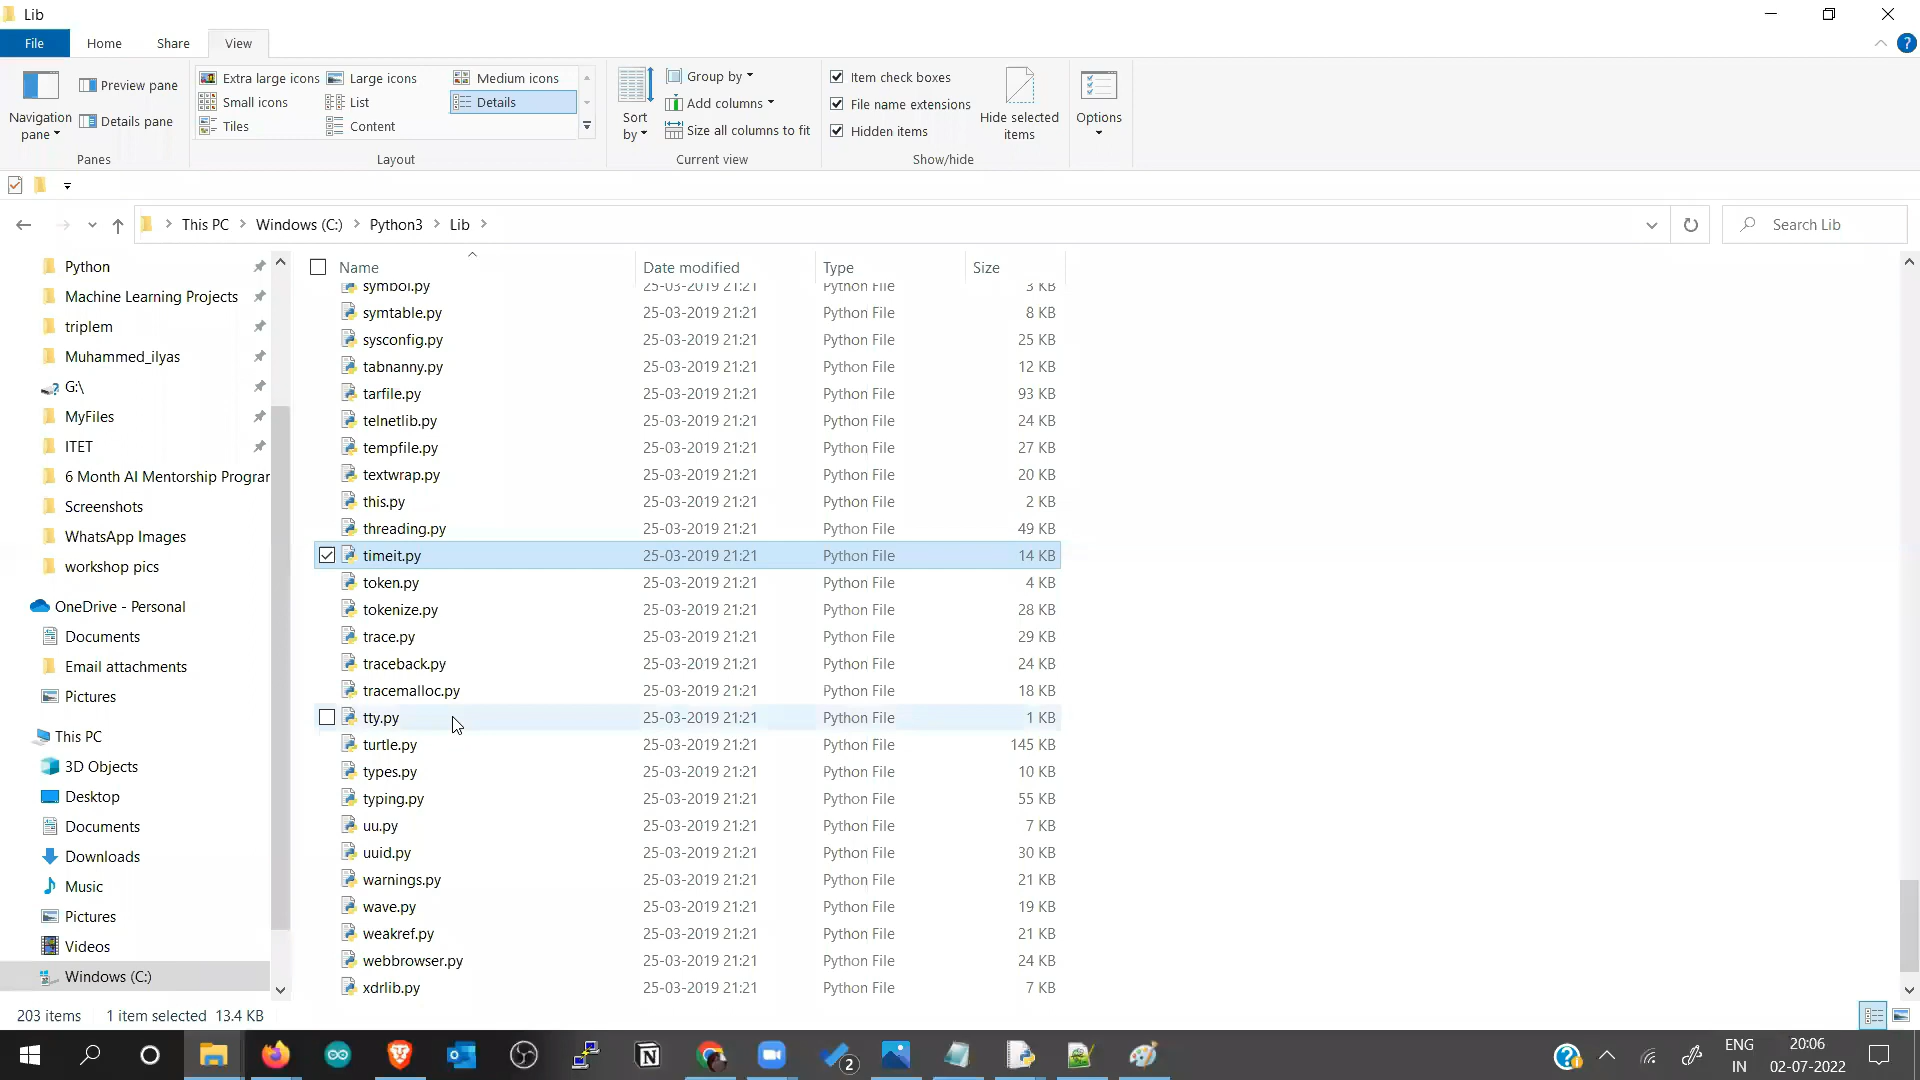 Lib
File Home Share View
Navigation pane
Preview pane
Details pane
Panes
Extra large icons Large icons Medium icons
Small icons List Details
Tiles Content
Layout
Sort by
Group by
Add columns
Size all columns to fit
Current view
Item check boxes
File name extensions
Hidden items
Hide selected items
Show/hide
Options
This PC Windows (C:) Python3 Lib
Search Lib
Python
Machine Learning Projects
triplem
Muhammed_ilyas
G:\
MyFiles
ITET
6 Month AI Mentorship Prograr
Screenshots
WhatsApp Images
workshop pics
OneDrive - Personal
Documents
Email attachments
Pictures
This PC
3D Objects
Desktop
Documents
Downloads
Music
Pictures
Videos
Windows (C:)
Name Date modified Type Size
symbol.py 25-03-2019 21:21 Python File 3 KB
symtable.py 25-03-2019 21:21 Python File 8 KB
sysconfig.py 25-03-2019 21:21 Python File 25 KB
tabnanny.py 25-03-2019 21:21 Python File 12 KB
tarfile.py 25-03-2019 21:21 Python File 93 KB
telnetlib.py 25-03-2019 21:21 Python File 24 KB
tempfile.py 25-03-2019 21:21 Python File 27 KB
textwrap.py 25-03-2019 21:21 Python File 20 KB
this.py 25-03-2019 21:21 Python File 2 KB
threading.py 25-03-2019 21:21 Python File 49 KB
timeit.py 25-03-2019 21:21 Python File 14 KB
token.py 25-03-2019 21:21 Python File 4 KB
tokenize.py 25-03-2019 21:21 Python File 28 KB
trace.py 25-03-2019 21:21 Python File 29 KB
traceback.py 25-03-2019 21:21 Python File 24 KB
tracemalloc.py 25-03-2019 21:21 Python File 18 KB
tty.py 25-03-2019 21:21 Python File 1 KB
turtle.py 25-03-2019 21:21 Python File 145 KB
types.py 25-03-2019 21:21 Python File 10 KB
typing.py 25-03-2019 21:21 Python File 55 KB
uu.py 25-03-2019 21:21 Python File 7 KB
uuid.py 25-03-2019 21:21 Python File 30 KB
warnings.py 25-03-2019 21:21 Python File 21 KB
wave.py 25-03-2019 21:21 Python File 19 KB
weakref.py 25-03-2019 21:21 Python File 21 KB
webbrowser.py 25-03-2019 21:21 Python File 24 KB
xdrlib.py 25-03-2019 21:21 Python File 7 KB
203 items 1 item selected 13.4 KB
2
ENG 20:06
IN 02-07-2022